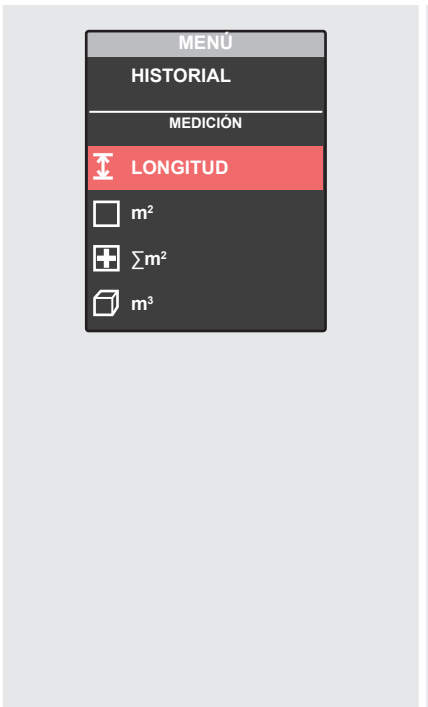 MENÚ
HISTORIAL
MEDICIÓN
LONGITUD
m²
∑m²
m³